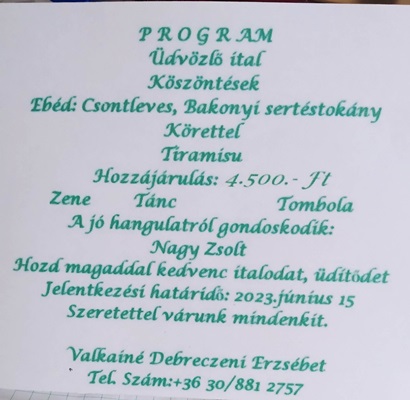 P R O G R A M
Üdvözlő ital
Köszöntések
Ebéd: Csontleves, Bakonyi sertéstokány
Körettel
Tiramisu
Hozzájárulás: 4.500.- Ft
Zene Tánc Tombola
A jó hangulatról gondoskodik:
Nagy Zsolt
Hozd magaddal kedvenc italodat, üdítődet
Jelentkezési határidő: 2023.június 15
Szeretettel várunk mindenkit.
Valkainé Debreczeni Erzsébet
Tel. Szám:+36 30/881 2757